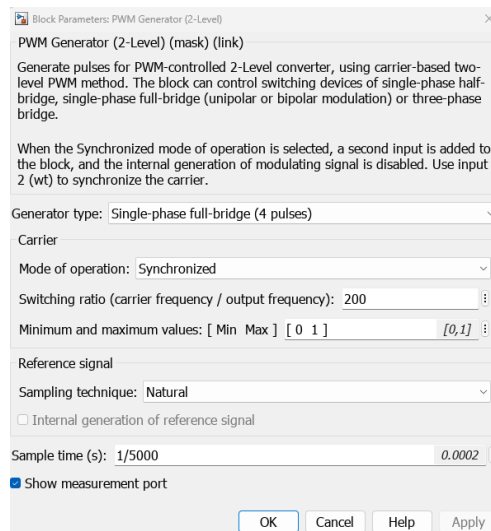 Block Parameters: PWM Generator (2-Level)
PWM Generator (2-Level) (mask) (link)
Generate pulses for PWM-controlled 2-Level converter, using carrier-based two-
level PWM method. The block can control switching devices of single-phase half-
bridge, single-phase full-bridge (unipolar or bipolar modulation) or three-phase
bridge.
When the Synchronized mode of operation is selected, a second input is added to
the block, and the internal generation of modulating signal is disabled. Use input
2 (wt) to synchronize the carrier.
Generator type: Single-phase full-bridge (4 pulses)
Carrier
Mode of operation: Synchronized
Switching ratio (carrier frequency / output frequency): 200
Minimum and maximum values: [ Min Max ] [ 0 1 ] [0,1]
Reference signal
Sampling technique: Natural
Internal generation of reference signal
Sample time (s): 1/5000 0.0002
Show measurement port
OK Cancel Help Apply